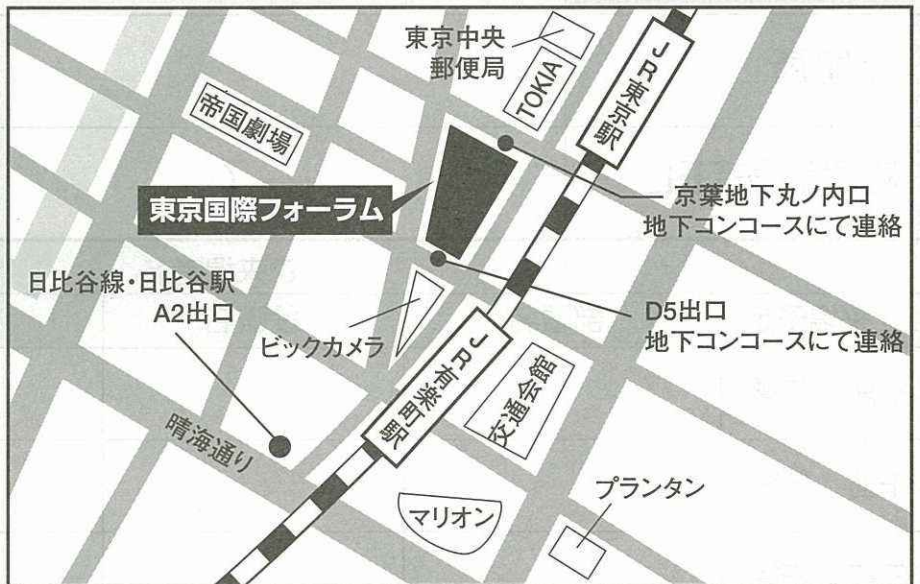 東京中央
郵便局
TOKIA
JR東京駅
帝国劇場
東京国際フォーラム
京葉地下丸ノ内口
地下コンコースにて連絡
日比谷線・日比谷駅
A2出口
ビックカメラ
D5出口
地下コンコースにて連絡
JR有楽町駅
交通会館
晴海通り
マリオン
プランタン